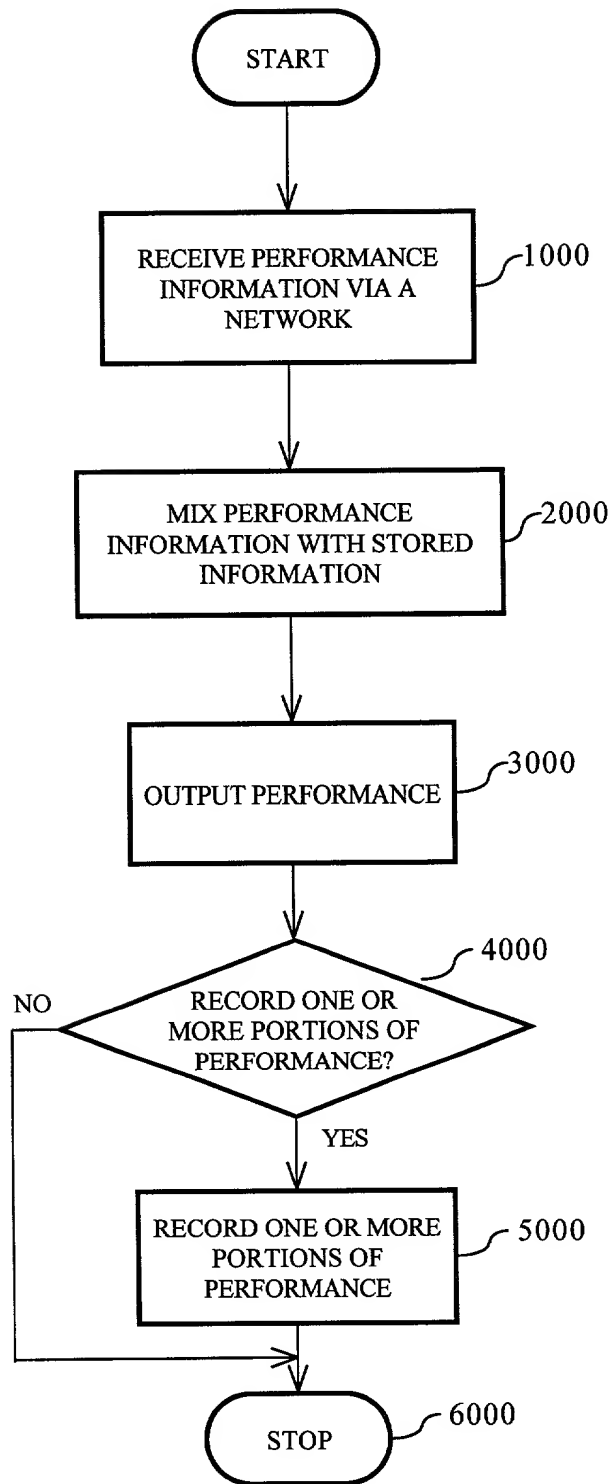 START
RECEIVE PERFORMANCE
INFORMATION VIA A
NETWORK
1000
MIX PERFORMANCE
INFORMATION WITH STORED
INFORMATION
2000
OUTPUT PERFORMANCE
3000
4000
NO
RECORD ONE OR
MORE PORTIONS OF
PERFORMANCE?
YES
RECORD ONE OR MORE
PORTIONS OF
PERFORMANCE
5000
STOP
6000